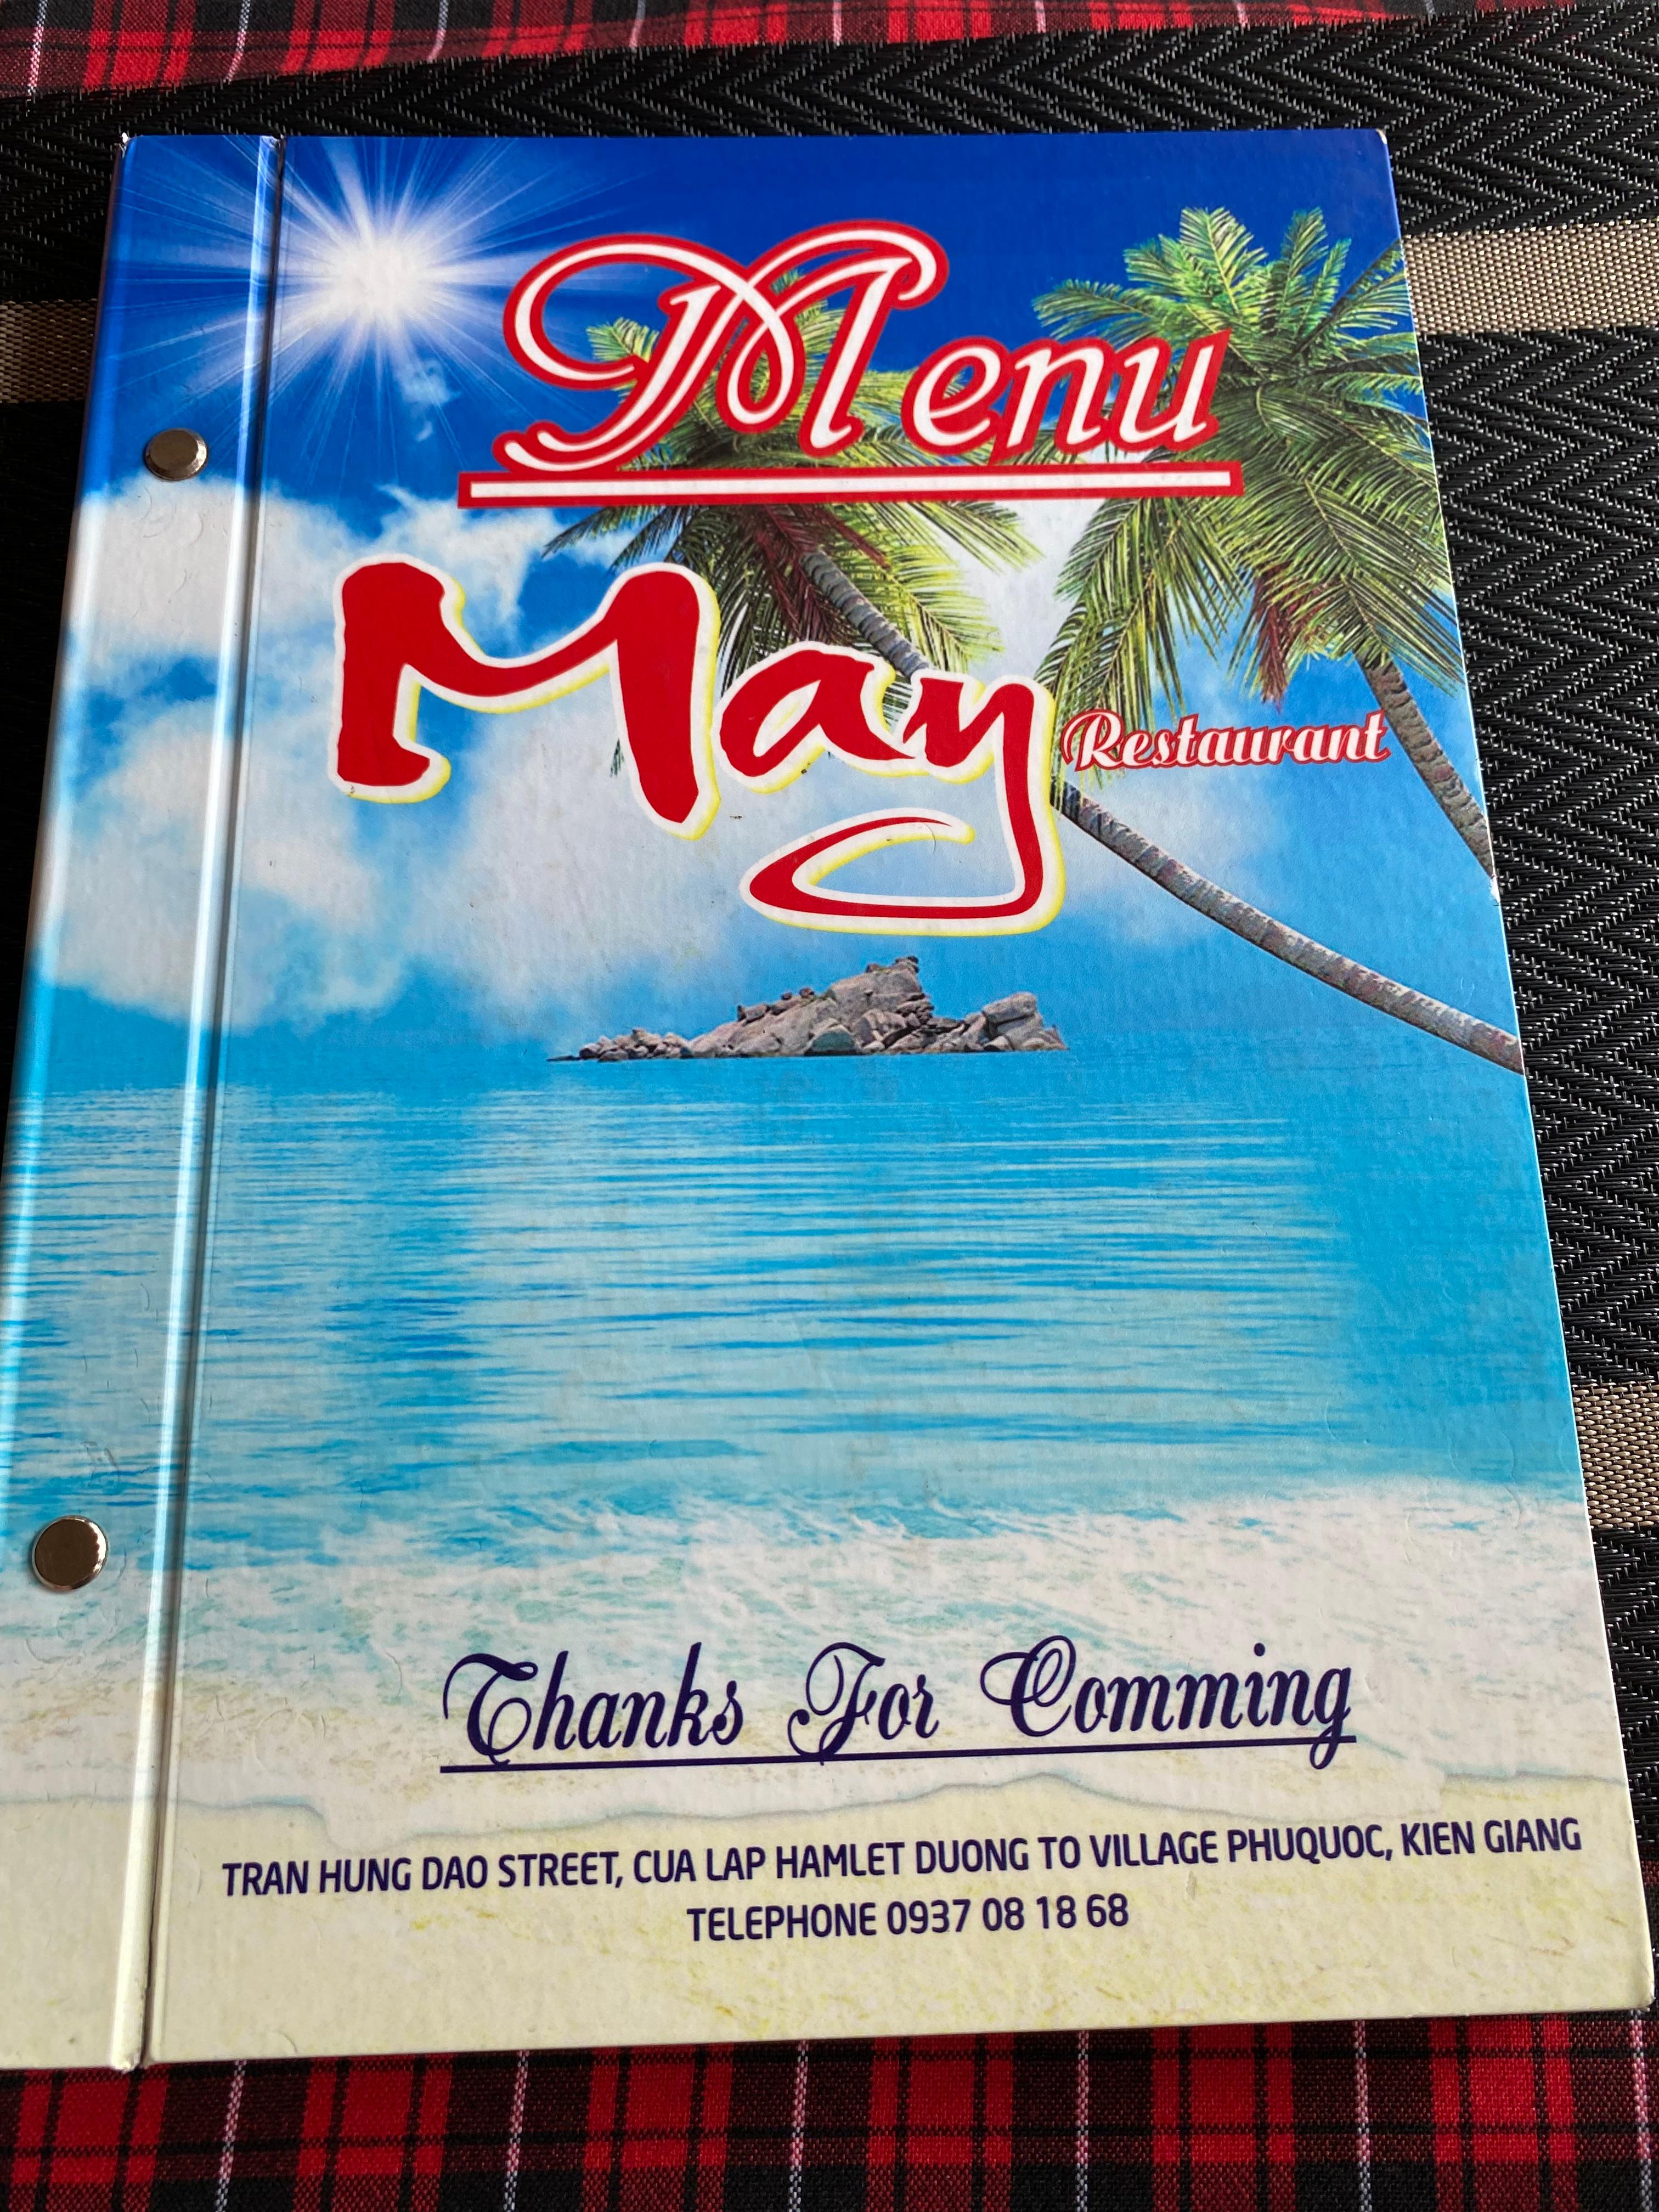 Menu
May Restaurant
Thanks For Comming
TRAN HUNG DAO STREET, CUA LAP HAMLET DUONG TO VILLAGE PHUQUOC, KIEN GIANG
TELEPHONE 0937 08 18 68